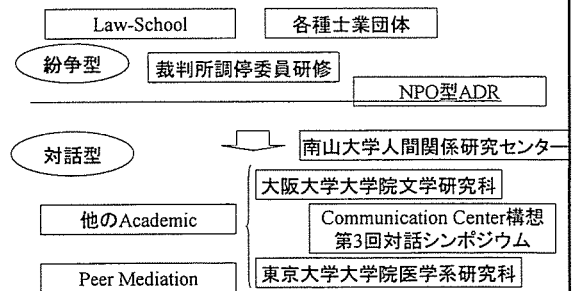 Law-School
各種士業団体
紛争型
裁判所調停委員研修
NPO型ADR
対話型
南山大学人間関係研究センター
大阪大学大学院文学研究科
他のAcademic
Communication Center構想
第3回対話シンポジウム
Peer Mediation
東京大学大学院医学系研究科